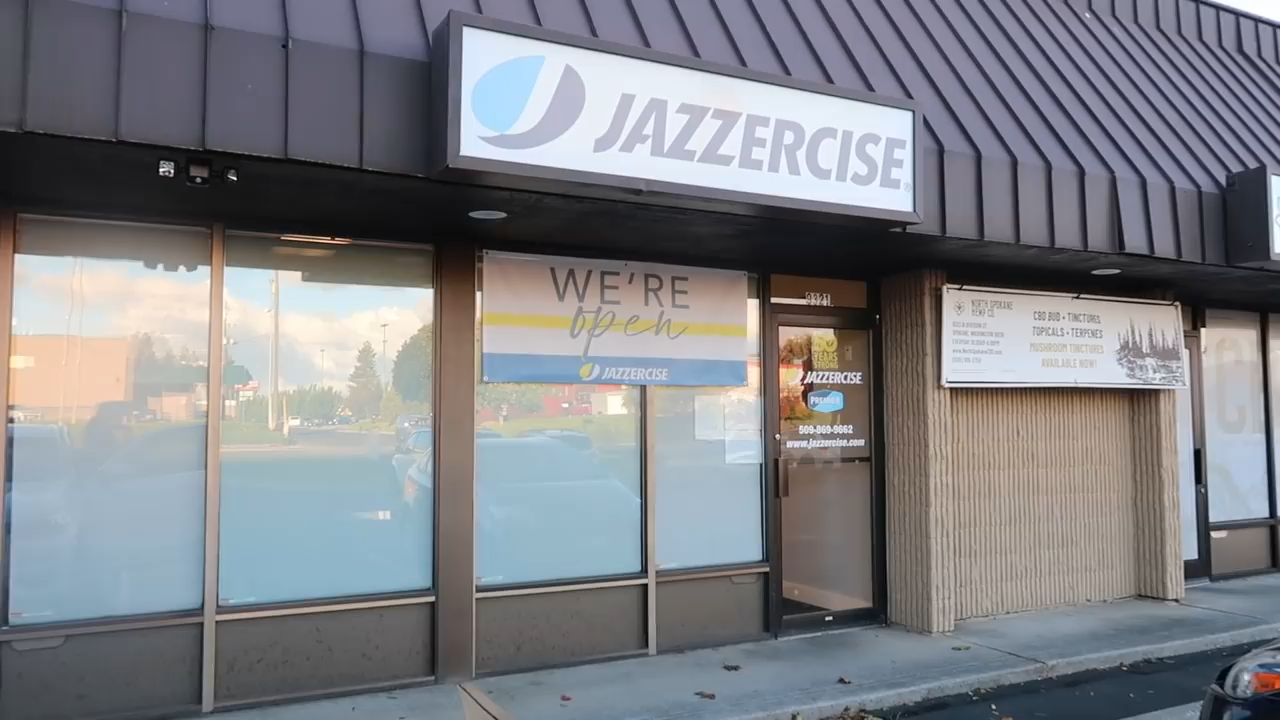 JAZZERCISE
WE'RE
open
JAZZERCISE
9321
YEARS
STRONG
JAZZERCISE
PREMIER
509-869-9662
www.jazzercise.com
NORTH SPOKANE
HEMP CO.
CBD BUD + TINCTURES
TOPICALS + TERPENES
MUSHROOM TINCTURES
AVAILABLE NOW!